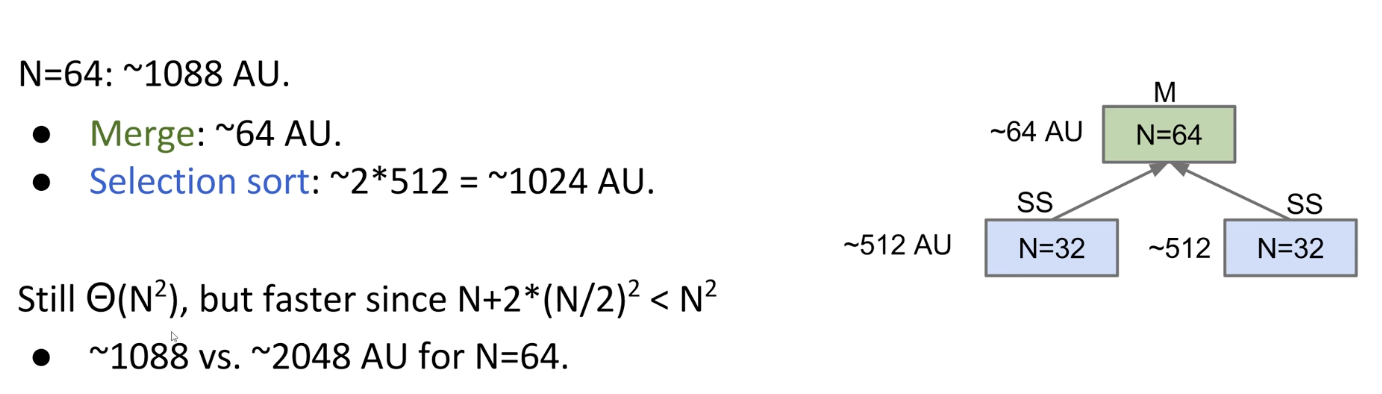 N=64: ~1088 AU.
● Merge: ~64 AU.
● Selection sort: ~2*512 = ~1024 AU.
Still Θ(N²), but faster since N+2*(N/2)² < N²
● ~1088 vs. ~2048 AU for N=64.
M
~64 AU N=64
SS SS
~512 AU N=32 ~512 N=32